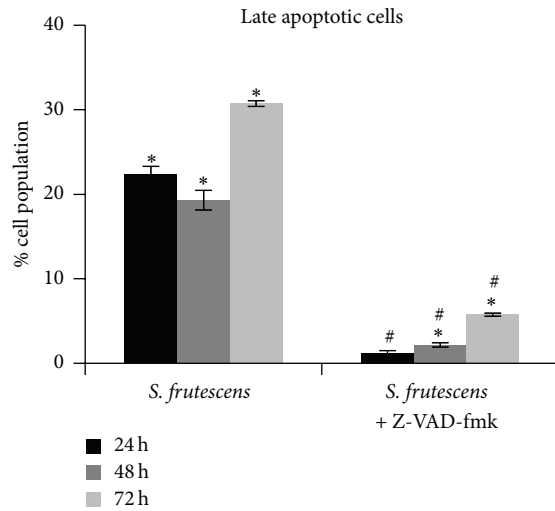 Late apoptotic cells
40
30
20
10
0
% cell population
*
*
*
#
#
*
#
*
S. frutescens
S. frutescens
+ Z-VAD-fmk
24 h
48 h
72 h